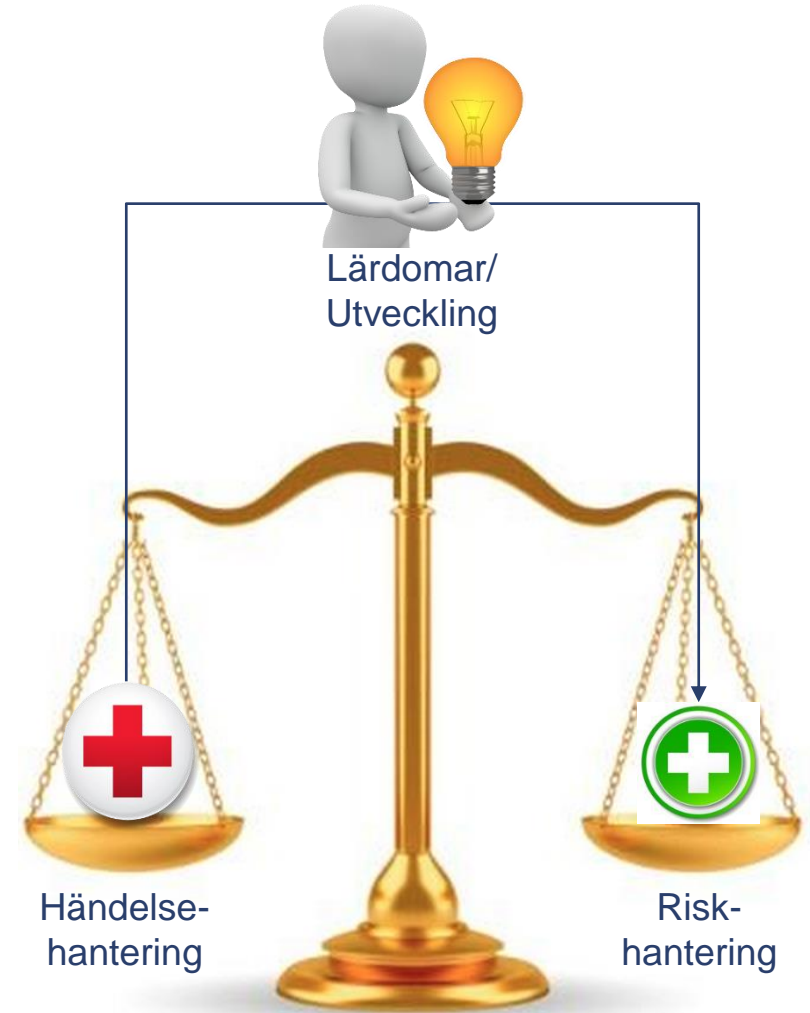 Lärdomar/
Utveckling
Händelse-
hantering
Risk-
hantering